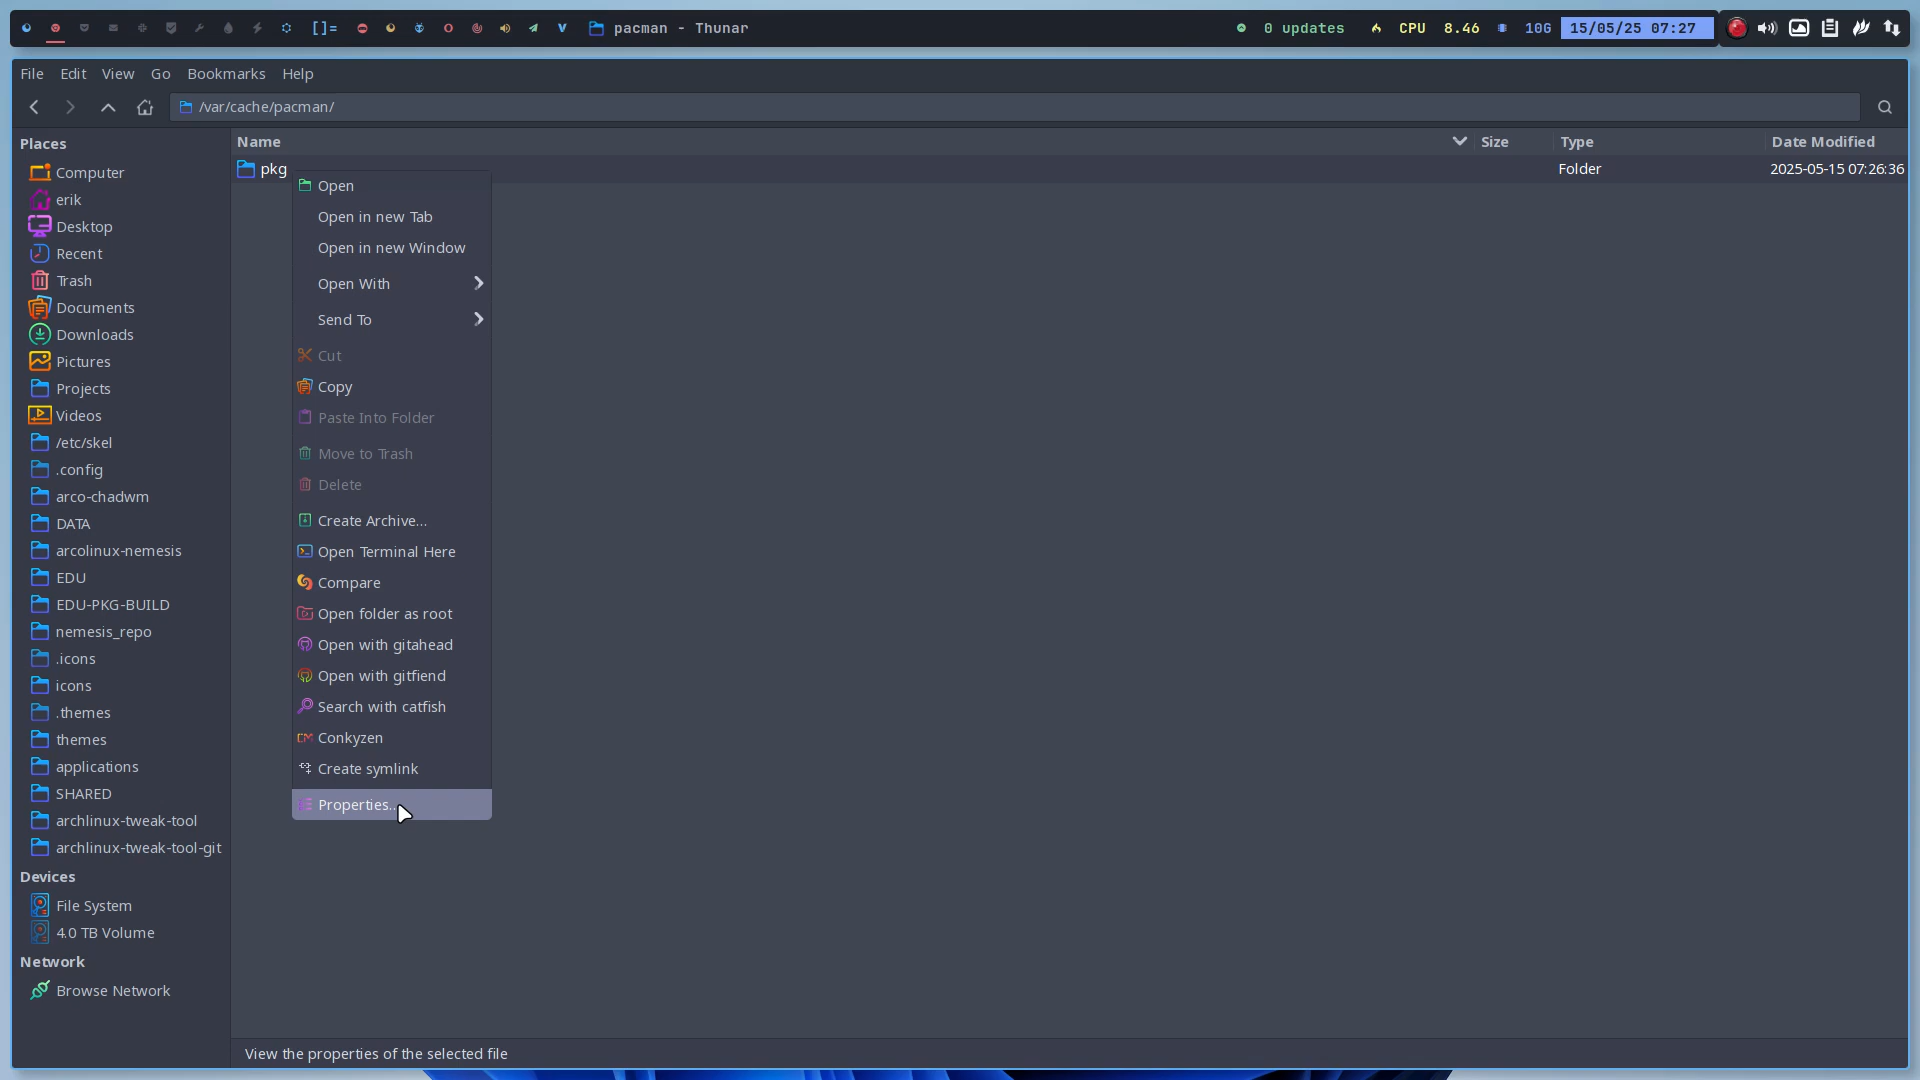 []= pacman - Thunar 0 updates CPU 8.46 10G 15/05/25 07:27
File Edit View Go Bookmarks Help
/var/cache/pacman/
Places
Computer
erik
Desktop
Recent
Trash
Documents
Downloads
Pictures
Projects
Videos
/etc/skel
.config
arco-chadwm
DATA
arcolinux-nemesis
EDU
EDU-PKG-BUILD
nemesis_repo
.icons
icons
.themes
themes
applications
SHARED
archlinux-tweak-tool
archlinux-tweak-tool-git
Devices
File System
4.0 TB Volume
Network
Browse Network
Name Size Type Date Modified
pkg Folder 2025-05-15 07:26:36
Open
Open in new Tab
Open in new Window
Open With
Send To
Cut
Copy
Paste Into Folder
Move to Trash
Delete
Create Archive...
Open Terminal Here
Compare
Open folder as root
Open with gitahead
Open with gitfiend
Search with catfish
Conkyzen
Create symlink
Properties...
View the properties of the selected file